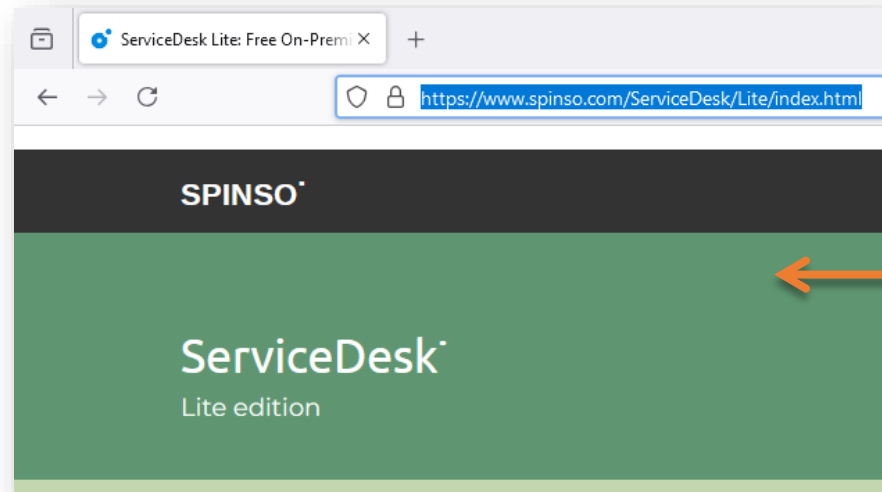 ServiceDesk Lite: Free On-Premi
https://www.spinso.com/ServiceDesk/Lite/index.html
SPINSO
ServiceDesk
Lite edition